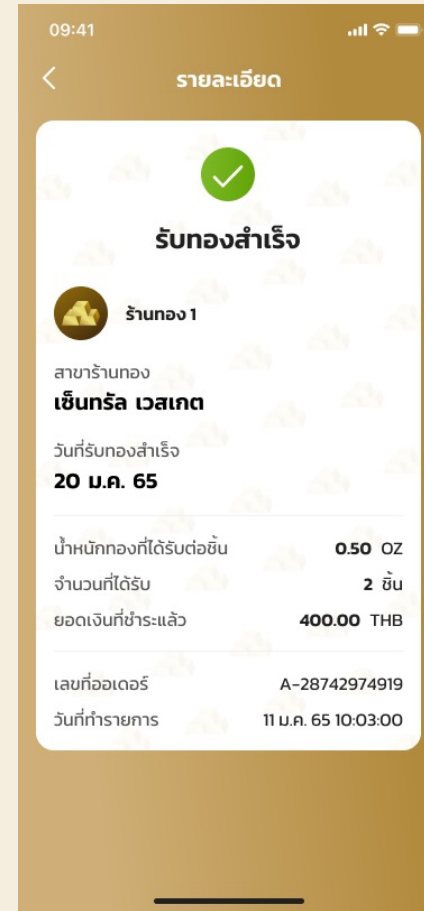 09:41
รายละเอียด
รับทองสำเร็จ
ร้านทอง 1
สาขาร้านทอง
เซ็นทรัล เวสเกต
วันที่รับทองสำเร็จ
20 ม.ค. 65
น้ำหนักทองที่ได้รับต่อชิ้น 0.50 OZ
จำนวนที่ได้รับ 2 ชิ้น
ยอดเงินที่ชำระแล้ว 400.00 THB
เลขที่ออเดอร์ A-28742974919
วันที่ทำรายการ 11 ม.ค. 65 10:03:00